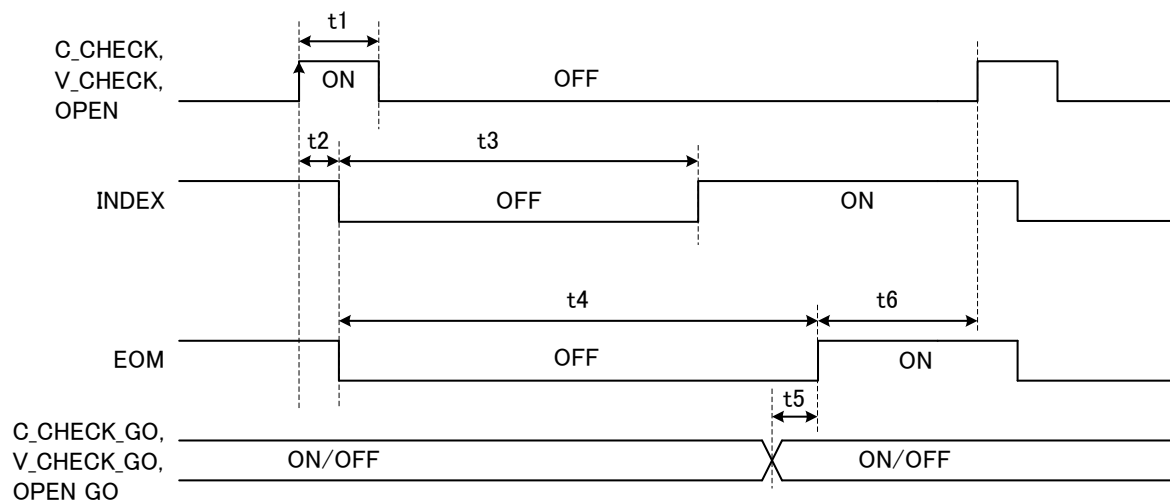 t1
C_CHECK,
V_CHECK,
OPEN
ON
OFF
t2
t3
INDEX
OFF
ON
t4
t6
EOM
OFF
ON
t5
C_CHECK_GO,
V_CHECK_GO,
OPEN GO
ON/OFF
ON/OFF